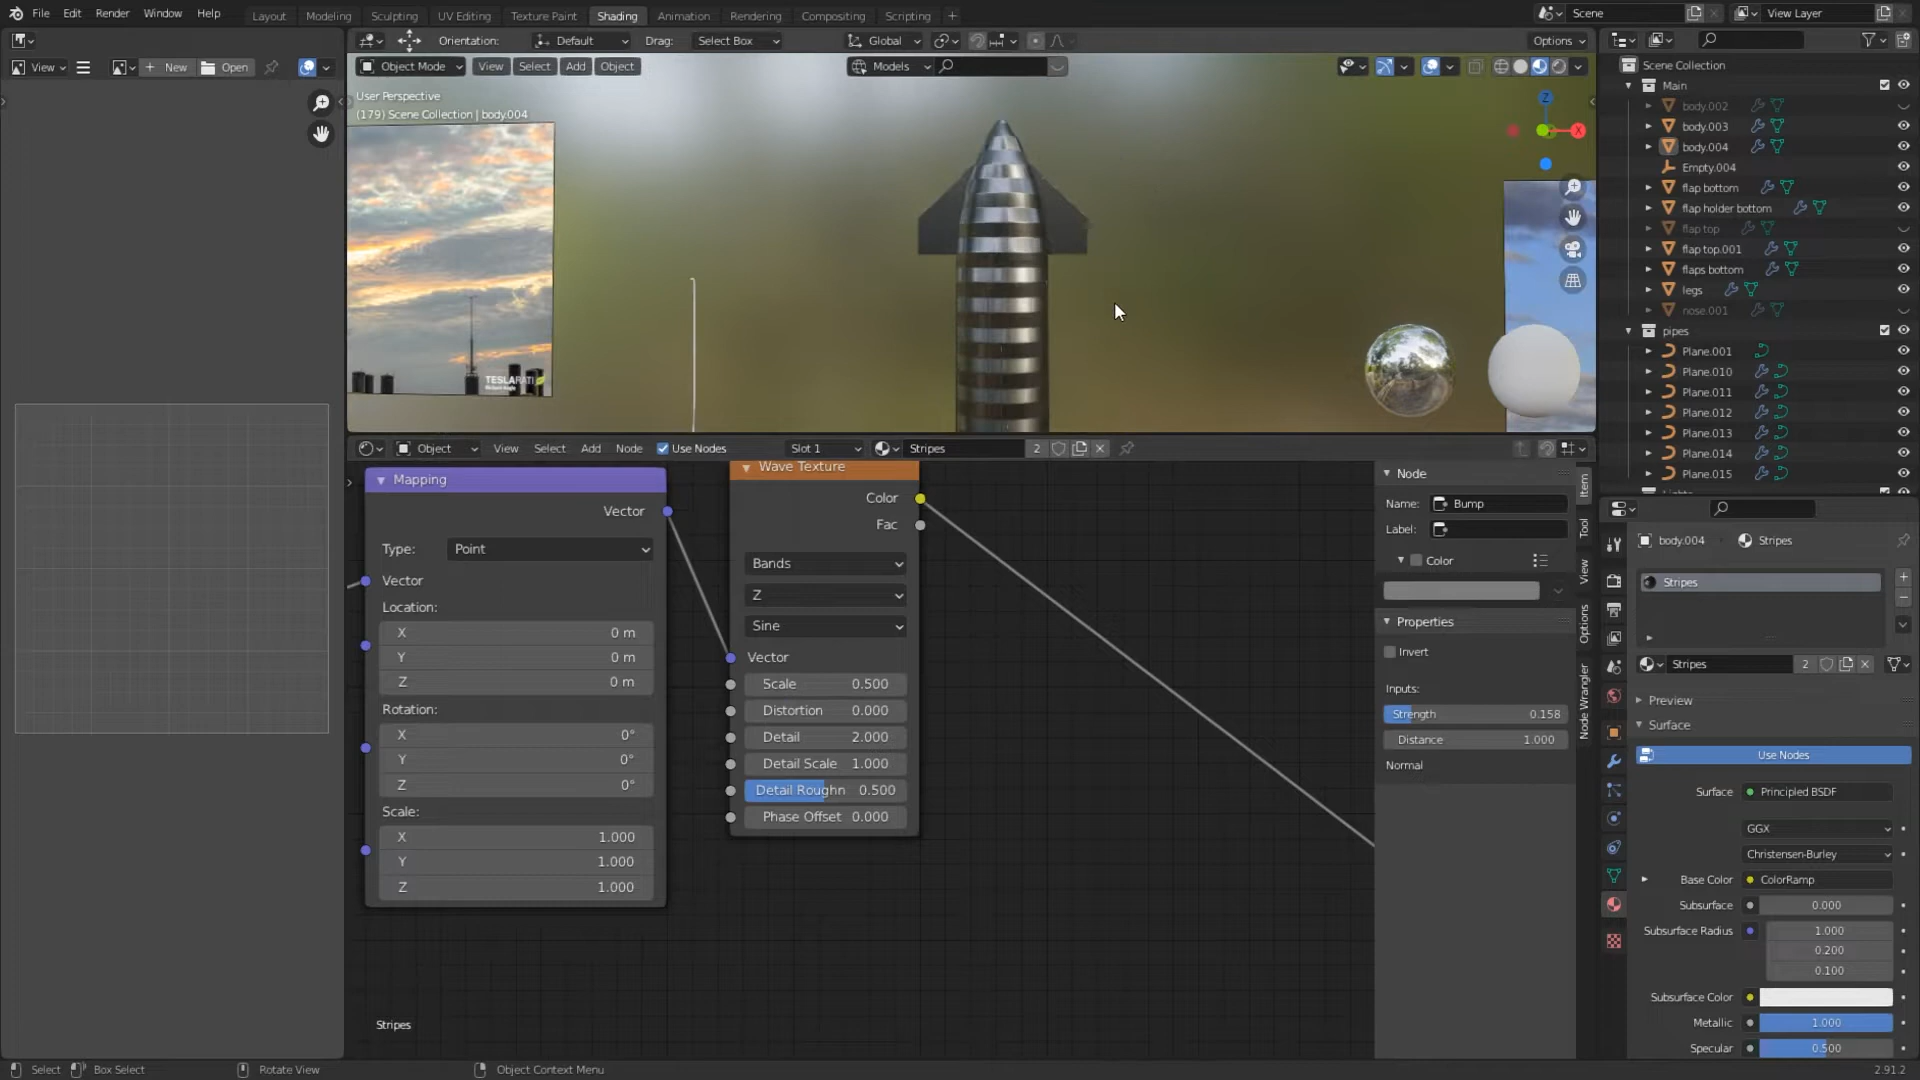 File Edit Render Window Help Layout Modeling Sculpting UV Editing Texture Paint Shading Animation Rendering Compositing Scripting +
Scene View Layer
Orientation: Default Drag: Select Box Global Options
View New Open Object Mode View Select Add Object Models
User Perspective
(179) Scene Collection | body.004
Z
X
TESLARATI
Scene Collection
Main
body.002
body.003
body.004
Empty.004
flap bottom
flap holder bottom
flap top
flap top.001
flaps bottom
legs
nose.001
pipes
Plane.001
Plane.010
Plane.011
Plane.012
Plane.013
Plane.014
Plane.015
Object View Select Add Node Use Nodes Slot 1 Stripes 2
Mapping
Vector
Type: Point
Vector
Location:
X 0 m
Y 0 m
Z 0 m
Rotation:
X 0°
Y 0°
Z 0°
Scale:
X 1.000
Y 1.000
Z 1.000
Wave Texture
Color
Fac
Bands
Z
Sine
Vector
Scale 0.500
Distortion 0.000
Detail 2.000
Detail Scale 1.000
Detail Roughn 0.500
Phase Offset 0.000
Stripes
Node
Name: Bump
Label:
Color
Properties
Invert
Inputs:
Strength 0.158
Distance 1.000
Normal
Item
Tool
View
Options
Node Wrangler
body.004 Stripes
Stripes
Stripes 2
Preview
Surface
Use Nodes
Surface Principled BSDF
GGX
Christensen-Burley
Base Color ColorRamp
Subsurface 0.000
Subsurface Radius 1.000
0.200
0.100
Subsurface Color
Metallic 1.000
Specular 0.500
Select Box Select Rotate View Object Context Menu 2.91.2